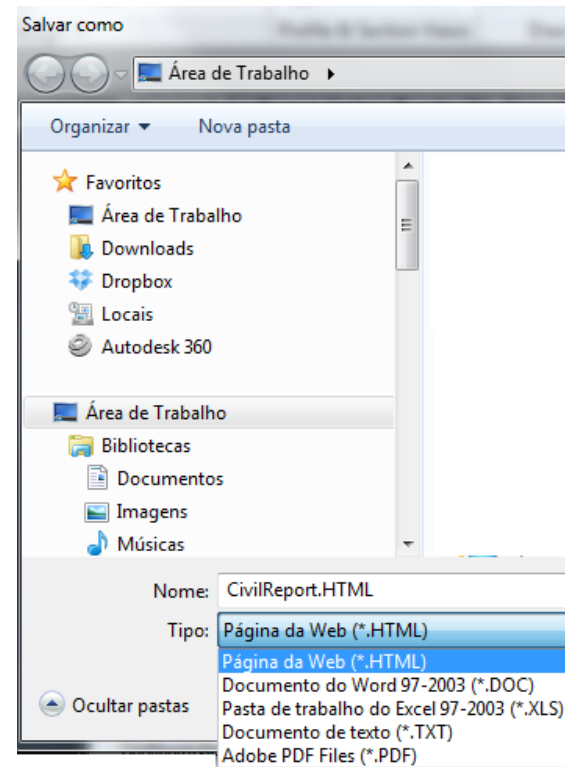 Salvar como
Área de Trabalho
Organizar
Nova pasta
Favoritos
Área de Trabalho
Downloads
Dropbox
Locais
Autodesk 360
Área de Trabalho
Bibliotecas
Documentos
Imagens
Músicas
Nome: CivilReport.HTML
Tipo: Página da Web (*.HTML)
Página da Web (*.HTML)
Documento do Word 97-2003 (*.DOC)
Pasta de trabalho do Excel 97-2003 (*.XLS)
Documento de texto (*.TXT)
Adobe PDF Files (*.PDF)
Ocultar pastas